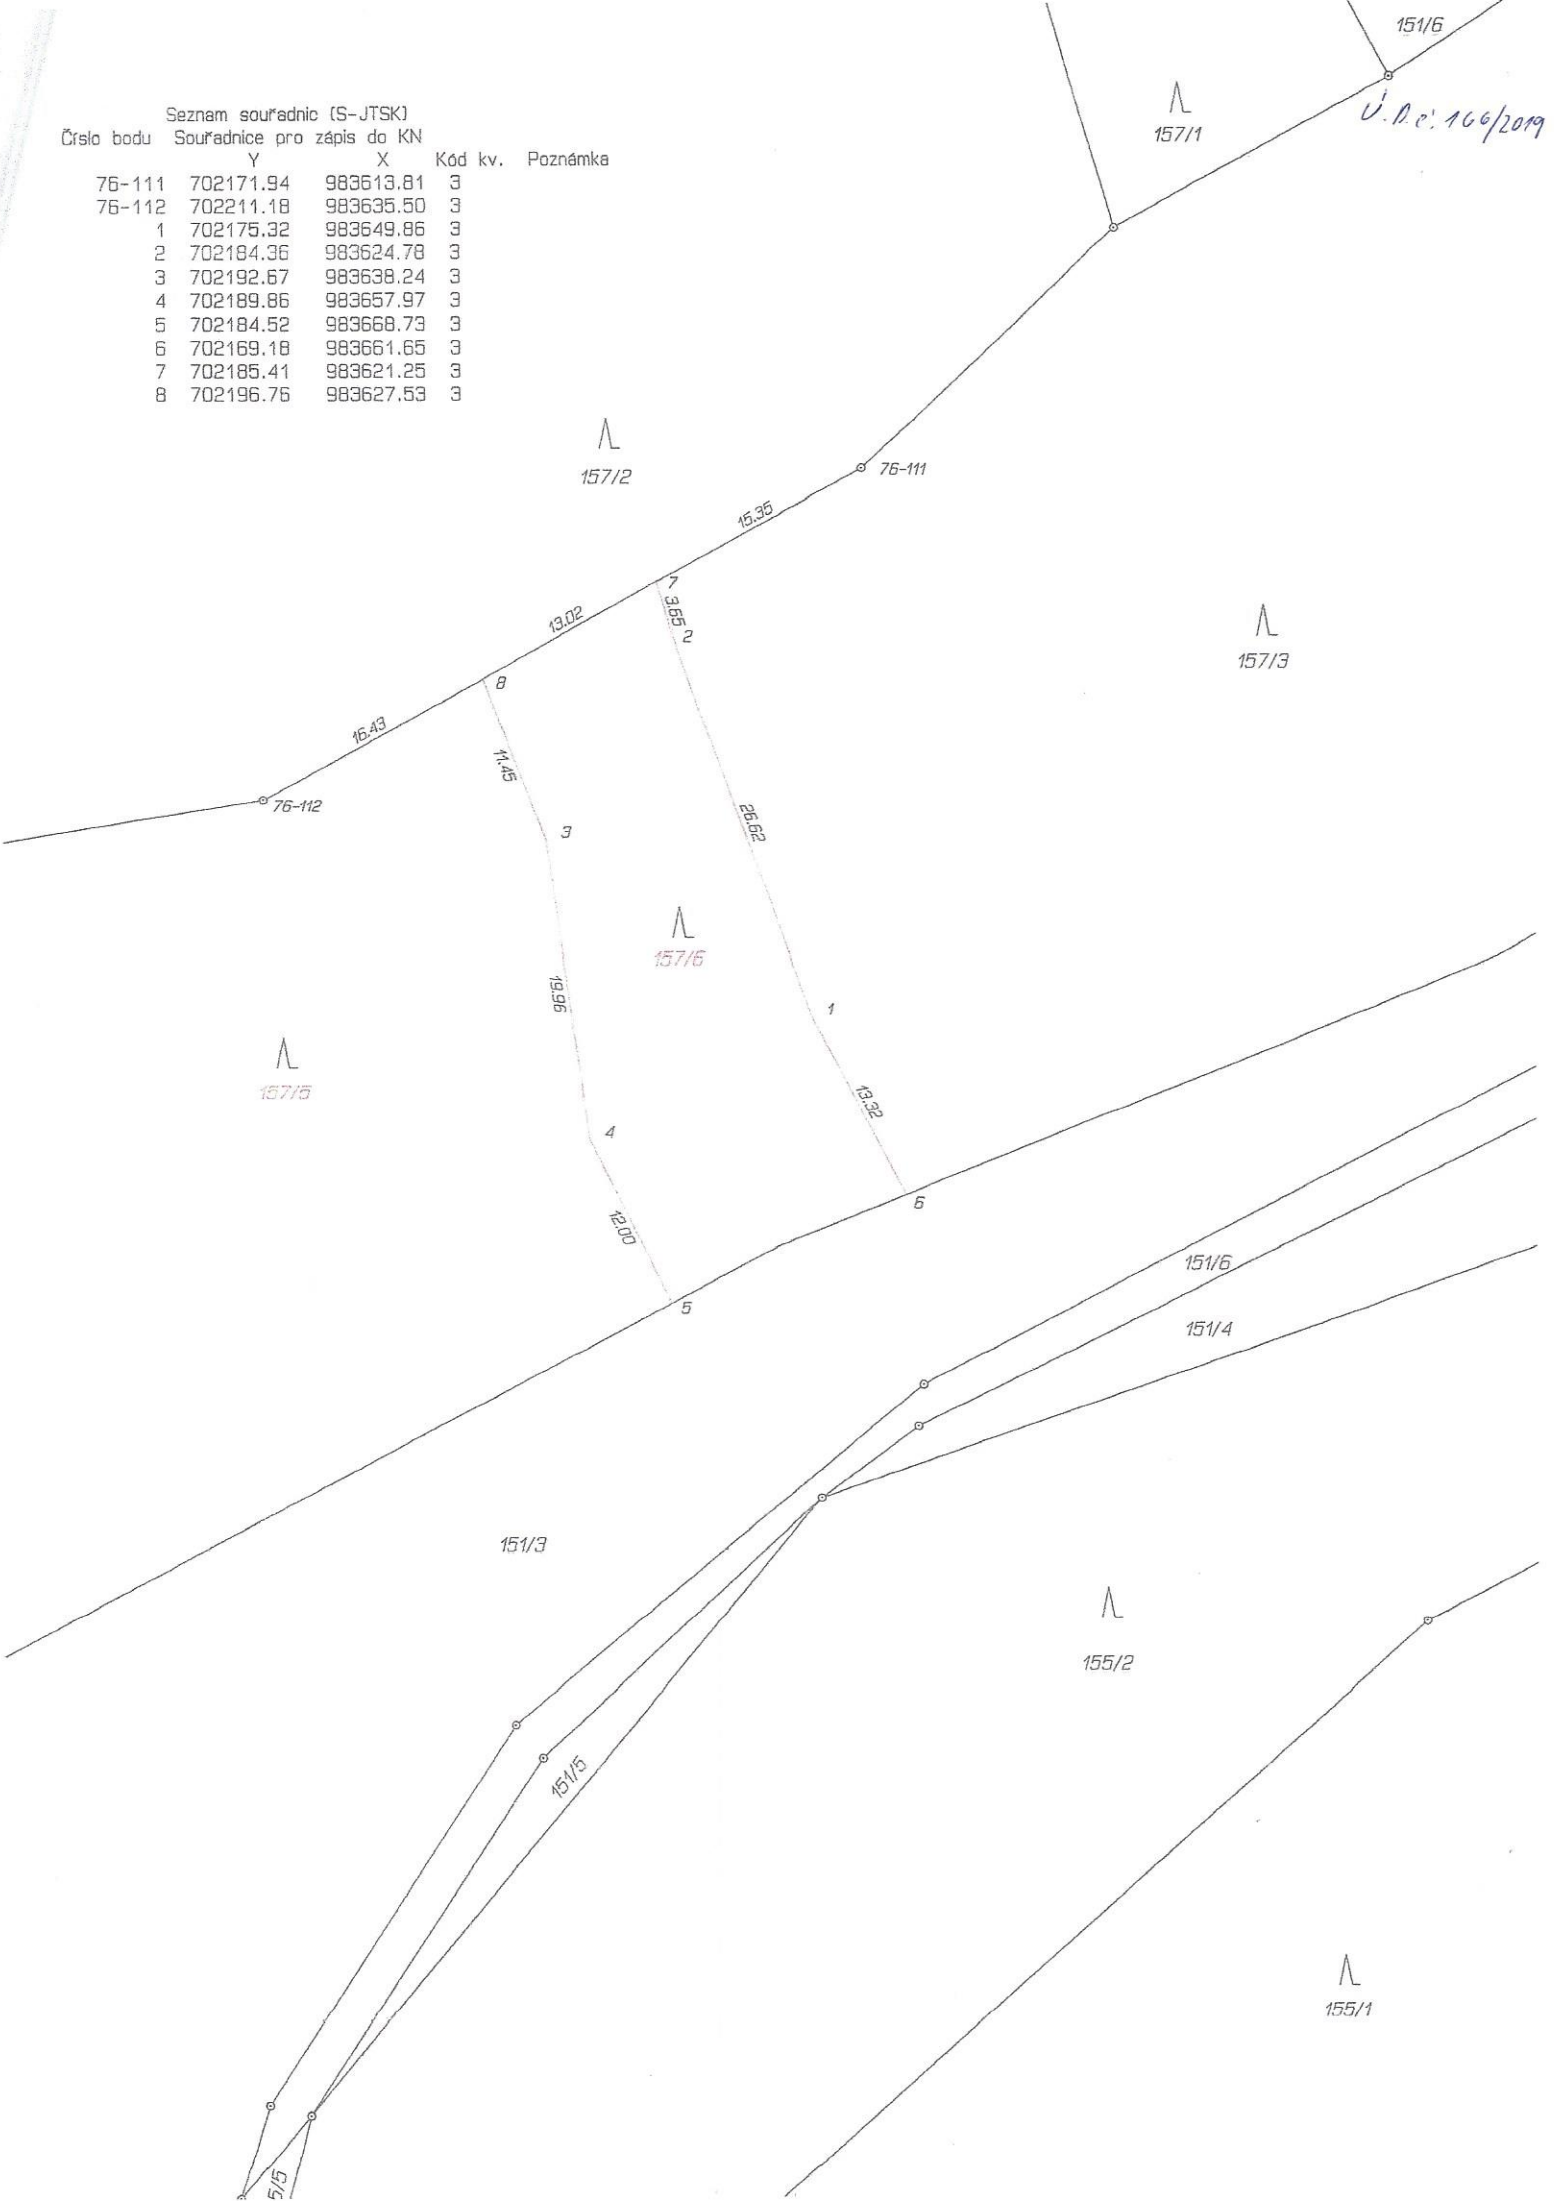 151/6
157/1
Ú.P.č. 166/2019
Seznam souřadnic (S-JTSK)
Číslo bodu Souřadnice pro zápis do KN
Y X Kód kv. Poznámka
76-111 702171.94 983613.81 3
76-112 702211.18 983635.50 3
1 702175.32 983649.86 3
2 702184.36 983624.78 3
3 702192.67 983638.24 3
4 702189.86 983657.97 3
5 702184.52 983668.73 3
6 702169.18 983661.65 3
7 702185.41 983621.25 3
8 702196.76 983627.53 3
157/2
76-111
15.35
7
3.65
2
13.02
157/3
8
16.43
11.45
76-112
26.62
3
157/6
19.96
1
157/5
13.32
4
6
12.00
5
151/6
151/4
151/3
155/2
151/5
155/1
5/5